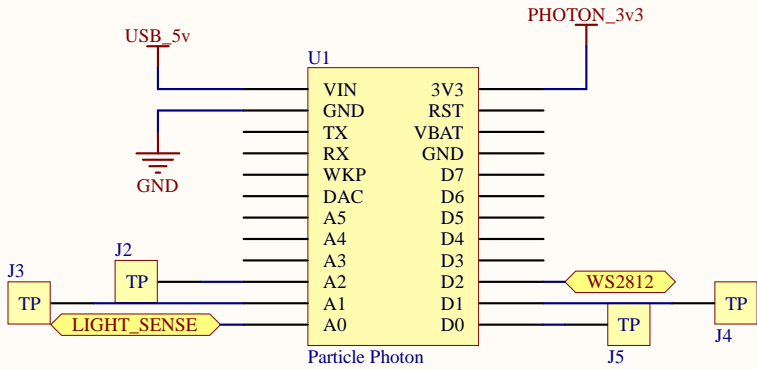 PHOTON_3v3
USB_5v
U1
VIN 3V3
GND RST
TX VBAT
RX GND
GND
WKP D7
DAC D6
A5 D5
A4 D4
J2
A3 D3
J3
TP A2 D2 WS2812
TP A1 D1 TP
LIGHT_SENSE A0 D0 TP
J4
Particle Photon J5